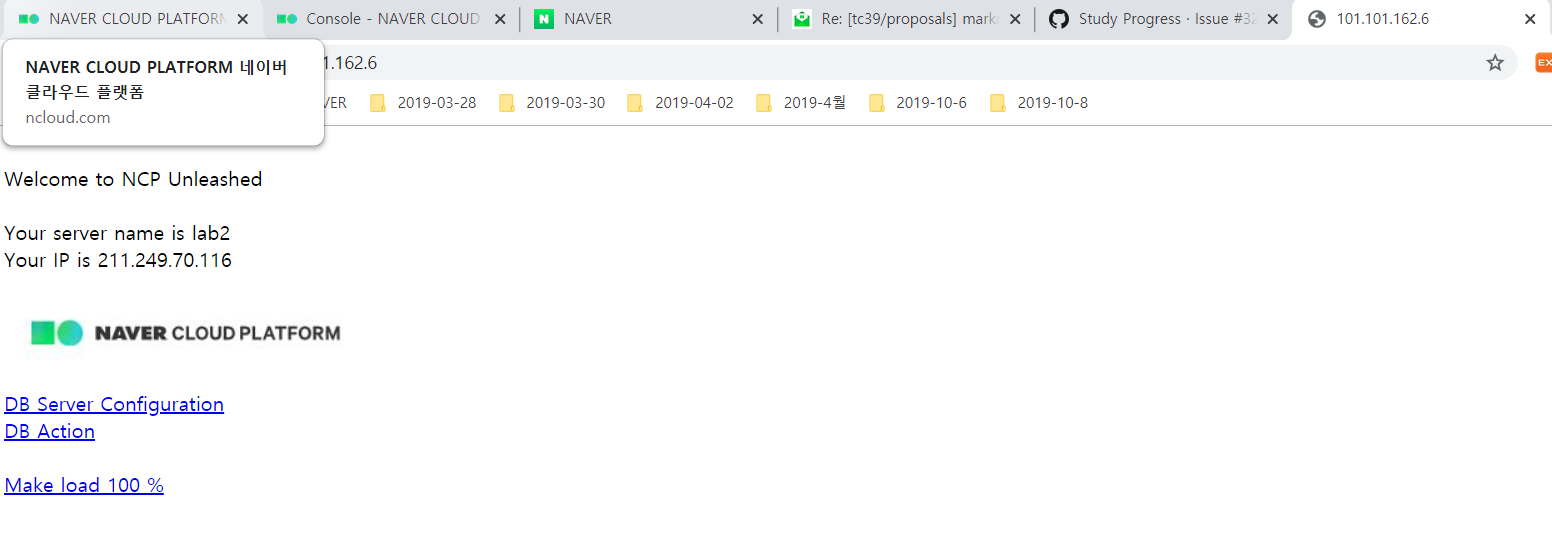 NAVER CLOUD PLATFORM
Console - NAVER CLOUD
NAVER
Re: [tc39/proposals] mark
Study Progress · Issue #32
101.101.162.6
NAVER CLOUD PLATFORM 네이버
클라우드 플랫폼
ncloud.com
1.162.6
VER
2019-03-28
2019-03-30
2019-04-02
2019-4월
2019-10-6
2019-10-8
EX
Welcome to NCP Unleashed
Your server name is lab2
Your IP is 211.249.70.116
NAVER CLOUD PLATFORM
DB Server Configuration
DB Action
Make load 100 %